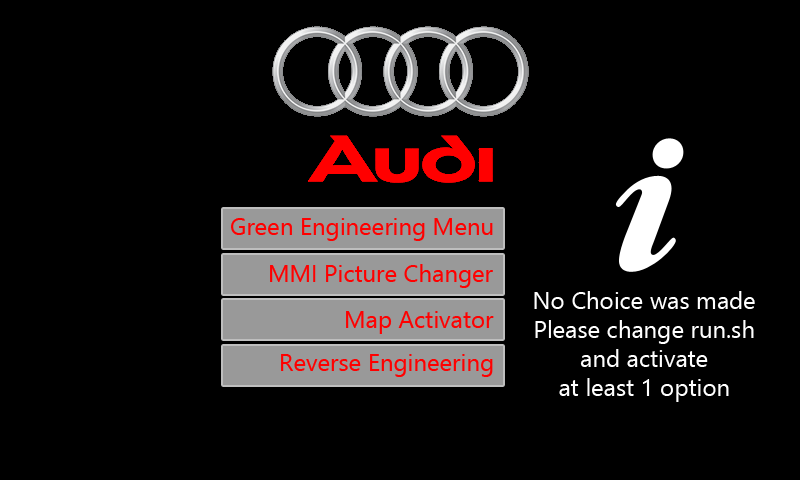 Audi
Green Engineering Menu
MMI Picture Changer
Map Activator
Reverse Engineering
i
No Choice was made
Please change run.sh
and activate
at least 1 option